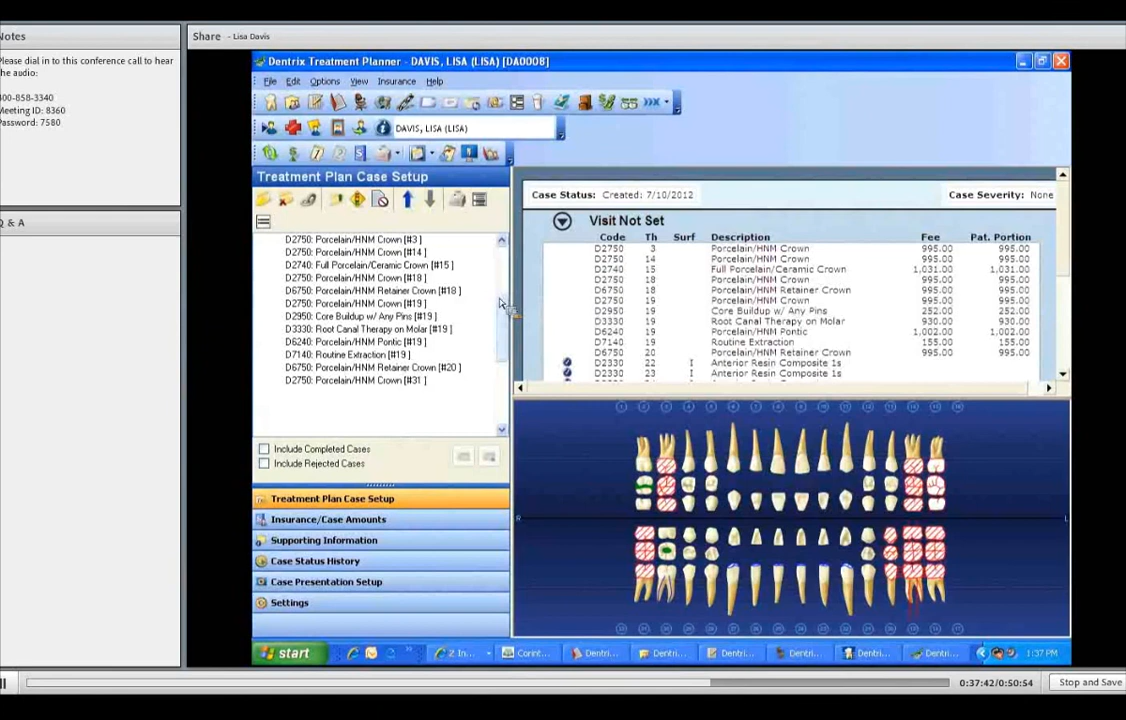 Notes
Please dial in to this conference call to hear
the audio:
800-858-3340
Meeting ID: 8360
Password: 7580
Q & A
Share - Lisa Davis
Dentrix Treatment Planner - DAVIS, LISA (LISA) [DA0008]
File Edit Options View Insurance Help
DAVIS, LISA (LISA)
Treatment Plan Case Setup
D2750: Porcelain/HNM Crown [#3 ]
D2750: Porcelain/HNM Crown [#14 ]
D2740: Full Porcelain/Ceramic Crown [#15 ]
D2750: Porcelain/HNM Crown [#18 ]
D6750: Porcelain/HNM Retainer Crown [#18 ]
D2750: Porcelain/HNM Crown [#19 ]
D2950: Core Buildup w/ Any Pins [#19 ]
D3330: Root Canal Therapy on Molar [#19 ]
D6240: Porcelain/HNM Pontic [#19 ]
D7140: Routine Extraction [#19 ]
D6750: Porcelain/HNM Retainer Crown [#20 ]
D2750: Porcelain/HNM Crown [#31 ]
Include Completed Cases
Include Rejected Cases
Treatment Plan Case Setup
Insurance/Case Amounts
Supporting Information
Case Status History
Case Presentation Setup
Settings
Case Status: Created: 7/10/2012 Case Severity: None
Visit Not Set
Code Th Surf Description Fee Pat. Portion
D2750 3 Porcelain/HNM Crown 995.00 995.00
D2750 14 Porcelain/HNM Crown 995.00 995.00
D2740 15 Full Porcelain/Ceramic Crown 1,031.00 1,031.00
D2750 18 Porcelain/HNM Crown 995.00 995.00
D6750 18 Porcelain/HNM Retainer Crown 995.00 995.00
D2750 19 Porcelain/HNM Crown 995.00 995.00
D2950 19 Core Buildup w/ Any Pins 252.00 252.00
D3330 19 Root Canal Therapy on Molar 930.00 930.00
D6240 19 Porcelain/HNM Pontic 1,002.00 1,002.00
D7140 19 Routine Extraction 155.00 155.00
D6750 20 Porcelain/HNM Retainer Crown 995.00 995.00
D2330 22 I Anterior Resin Composite 1s
D2330 23 I Anterior Resin Composite 1s
R L
start 2 In... Corint... Dentri... Dentri... Dentri... Dentri... Dentri... Dentri... 1:37 PM
0:37:42/0:50:54 Stop and Save